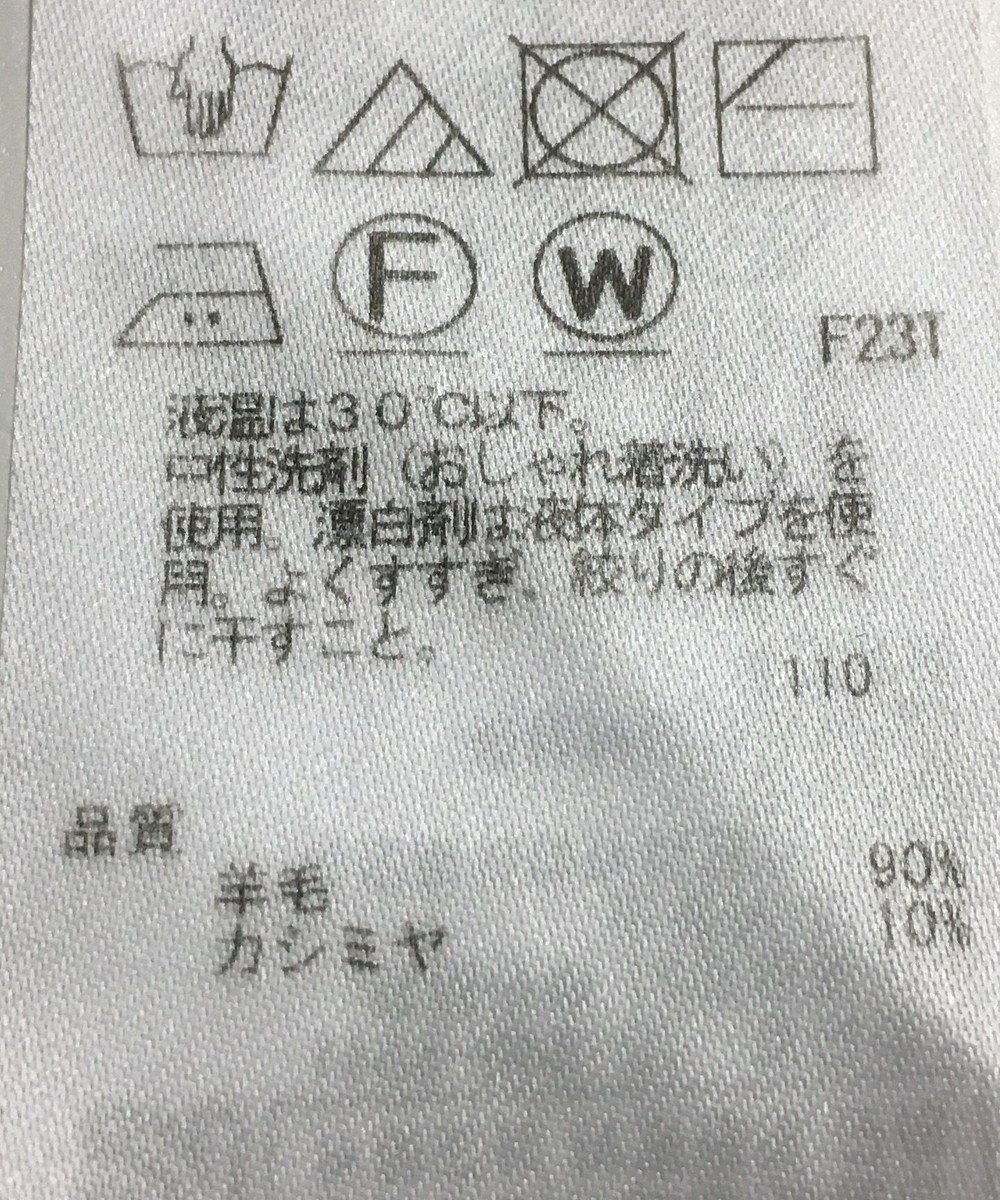 F W
F231
液温は30℃以下。
中性洗剤（おしゃれ着洗い）を
使用。漂白剤は液体タイプを使
用。よくすすぎ、絞りの後すぐ
に干すこと。
110
品質
羊毛 90%
カシミヤ 10%